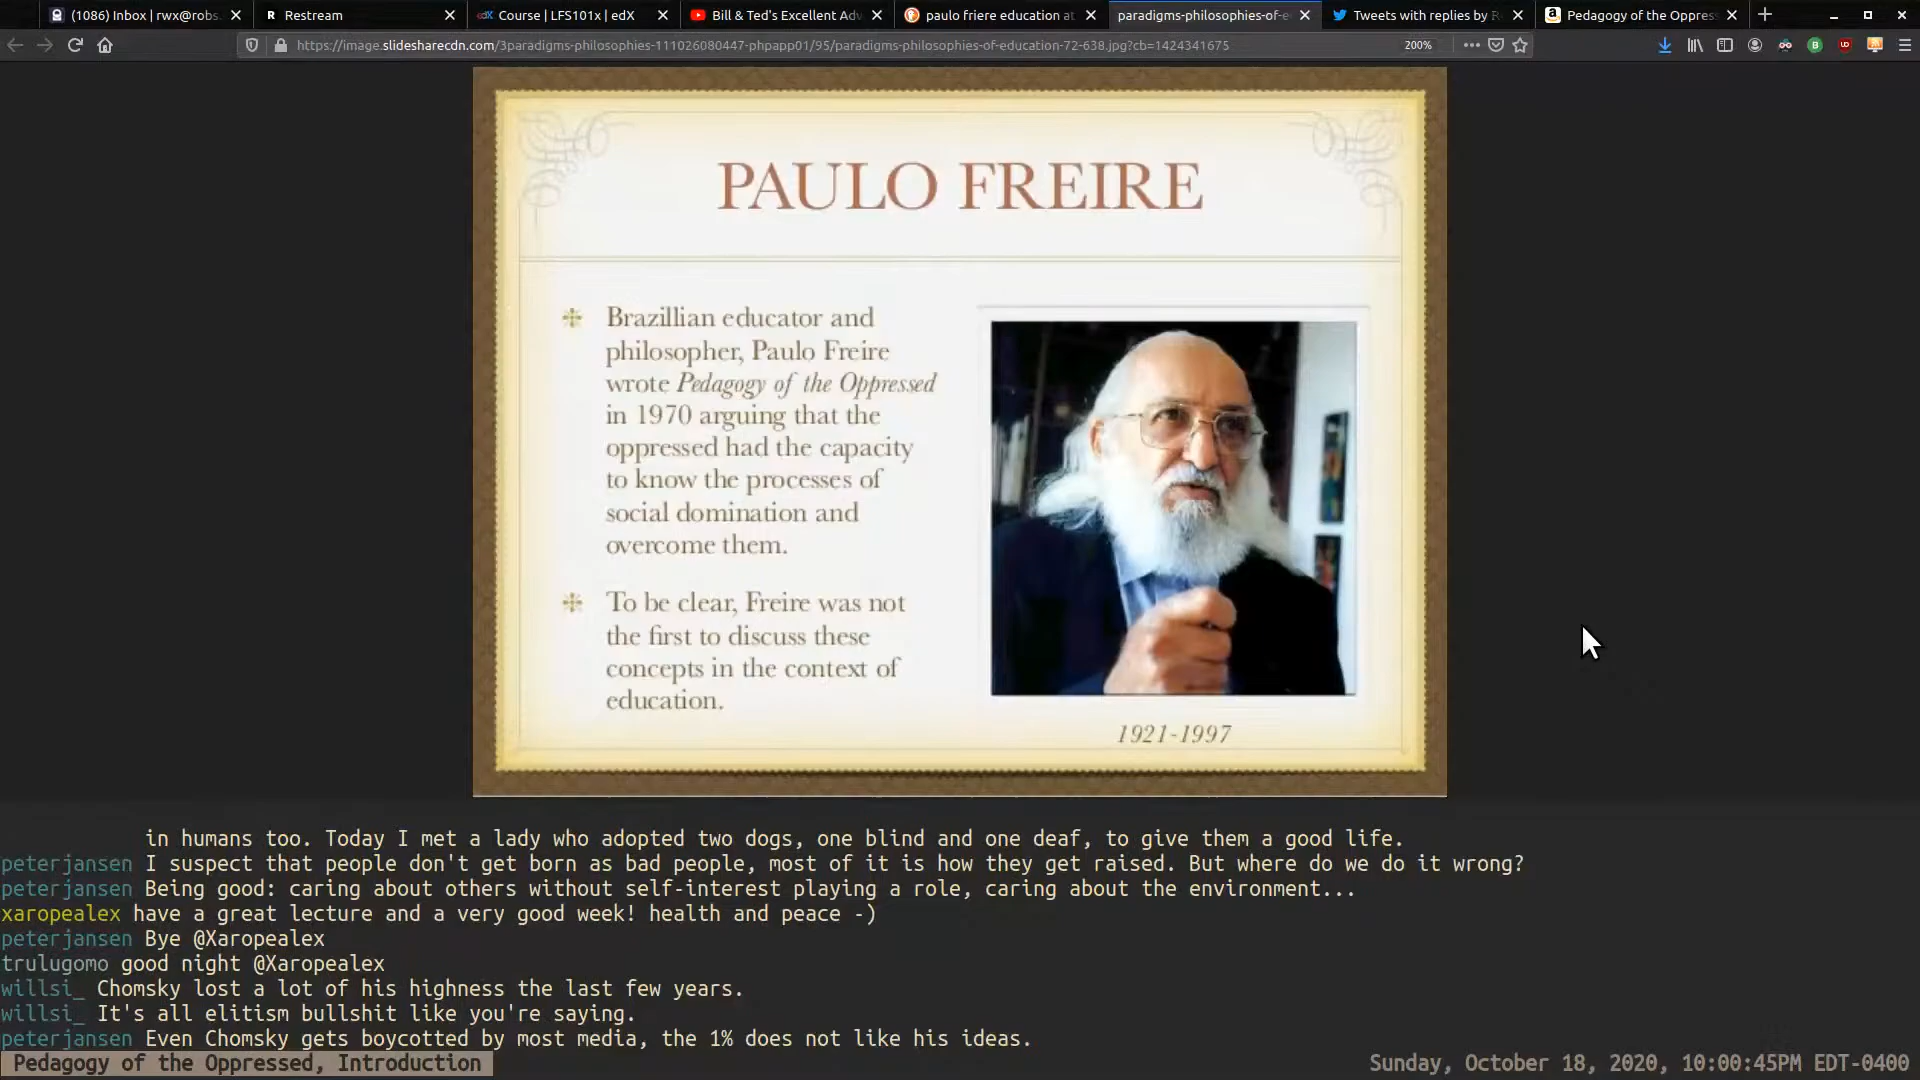 (1086) Inbox | rwx@robs
Restream
Course | LFS101x | edX
Bill & Ted's Excellent Adv
paulo friere education at
paradigms-philosophies-of-e
Tweets with replies by R
Pedagogy of the Oppress
https://image.slidesharecdn.com/3paradigms-philosophies-111026080447-phpapp01/95/paradigms-philosophies-of-education-72-638.jpg?cb=1424341675
200%
PAULO FREIRE
Brazillian educator and
philosopher, Paulo Freire
wrote Pedagogy of the Oppressed
in 1970 arguing that the
oppressed had the capacity
to know the processes of
social domination and
overcome them.
To be clear, Freire was not
the first to discuss these
concepts in the context of
education.
1921-1997
in humans too. Today I met a lady who adopted two dogs, one blind and one deaf, to give them a good life.
peterjansen I suspect that people don't get born as bad people, most of it is how they get raised. But where do we do it wrong?
peterjansen Being good: caring about others without self-interest playing a role, caring about the environment...
xaropealex have a great lecture and a very good week! health and peace -)
peterjansen Bye @Xaropealex
trulugomo good night @Xaropealex
willsi_ Chomsky lost a lot of his highness the last few years.
willsi_ It's all elitism bullshit like you're saying.
peterjansen Even Chomsky gets boycotted by most media, the 1% does not like his ideas.
Pedagogy of the Oppressed, Introduction
Sunday, October 18, 2020, 10:00:45PM EDT-0400